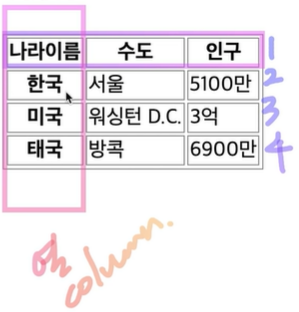 나라이름 수도 인구 1
한국 서울 5100만 2
미국 워싱턴 D.C. 3억 3
태국 방콕 6900만 4
열
column.